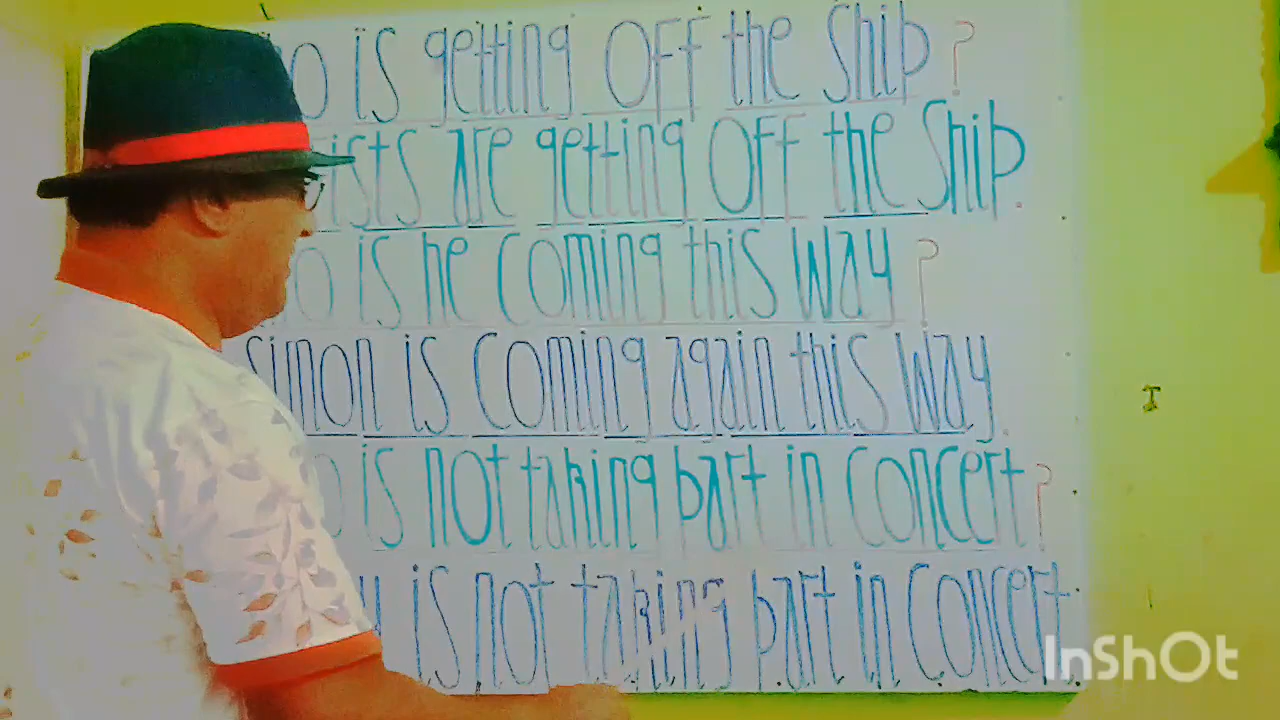 is getting OFF the Ship ?
are getting OFF the Ship.
is he coming this way ?
simon is coming again this way.
is not taking part in concert ?
is not taking part in concert.
InShOt